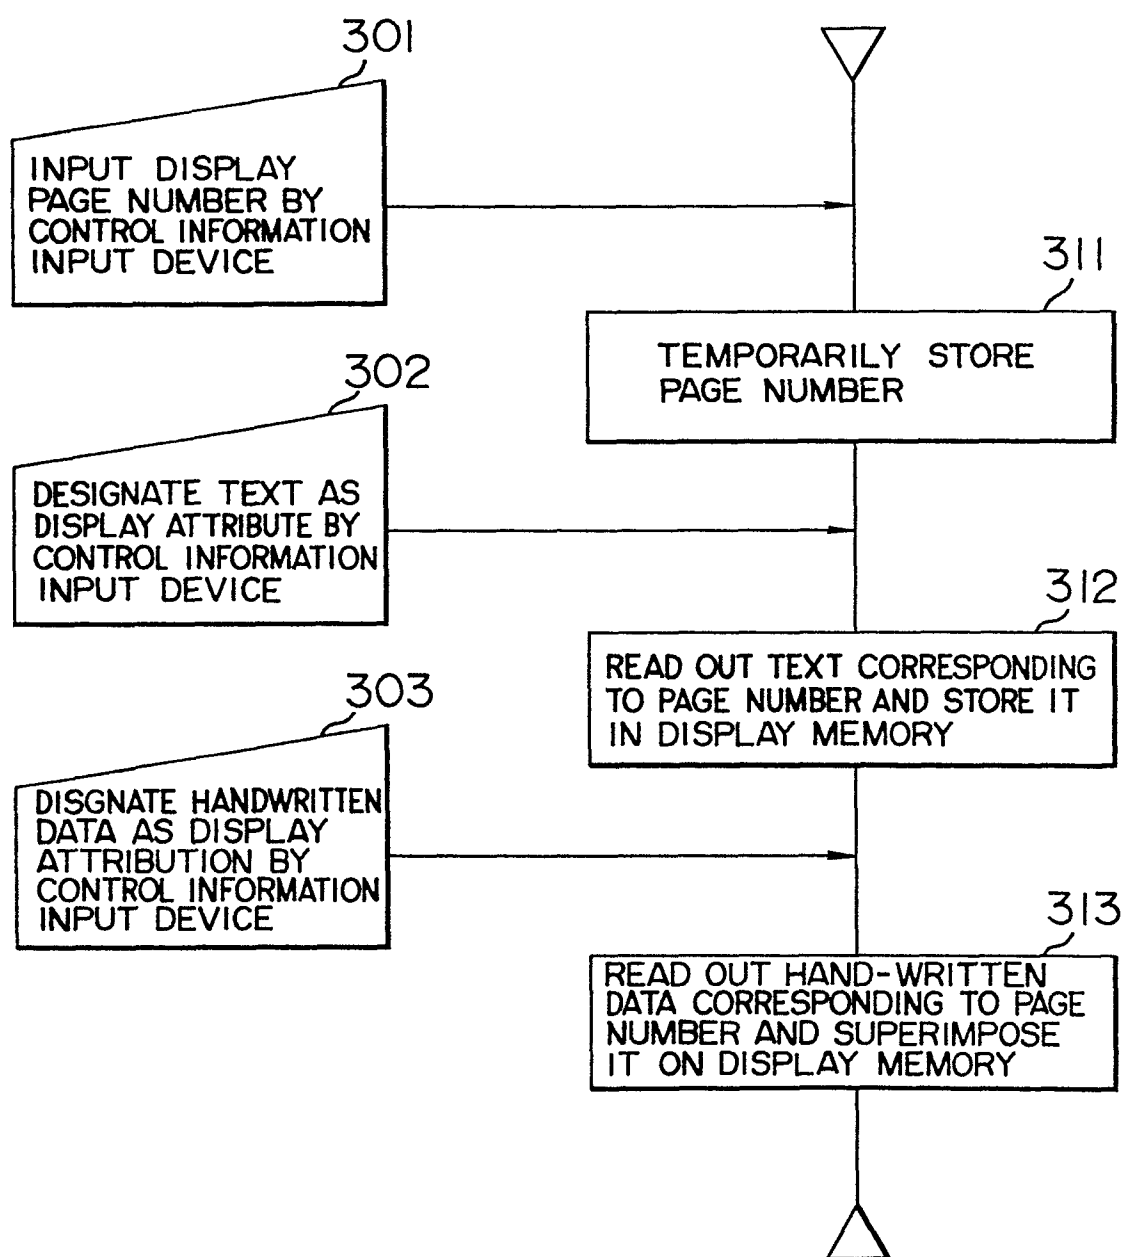 301
INPUT DISPLAY
PAGE NUMBER BY
CONTROL INFORMATION
INPUT DEVICE
311
TEMPORARILY STORE
PAGE NUMBER
302
DESIGNATE TEXT AS
DISPLAY ATTRIBUTE BY
CONTROL INFORMATION
INPUT DEVICE
312
READ OUT TEXT CORRESPONDING
TO PAGE NUMBER AND STORE IT
IN DISPLAY MEMORY
303
DISGNATE HANDWRITTEN
DATA AS DISPLAY
ATTRIBUTION BY
CONTROL INFORMATION
INPUT DEVICE
313
READ OUT HAND-WRITTEN
DATA CORRESPONDING TO PAGE
NUMBER AND SUPERIMPOSE
IT ON DISPLAY MEMORY